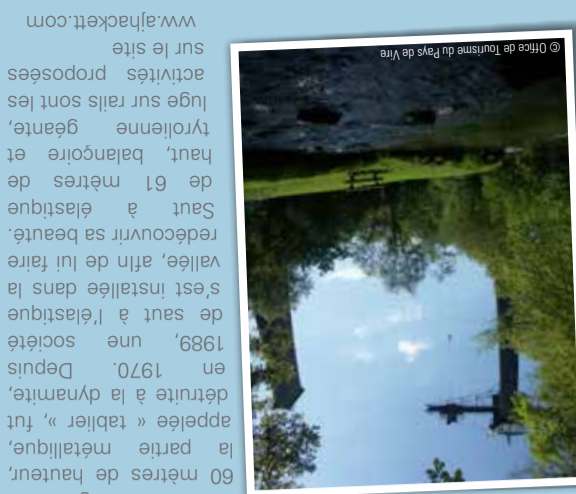 60 mètres de hauteur,
la partie métallique,
appelée « tablier », fut
détruite à la dynamite,
en 1970. Depuis
1989, une société
de saut à l'élastique
s'est installée dans la
vallée, afin de lui faire
redécouvrir sa beauté.
Saut à élastique
de 61 mètres de
haut, balançoire et
tyrolienne géante,
luge sur rails sont les
activités proposées
sur le site
www.ajhackett.com
© Office de Tourisme du Pays de Vire